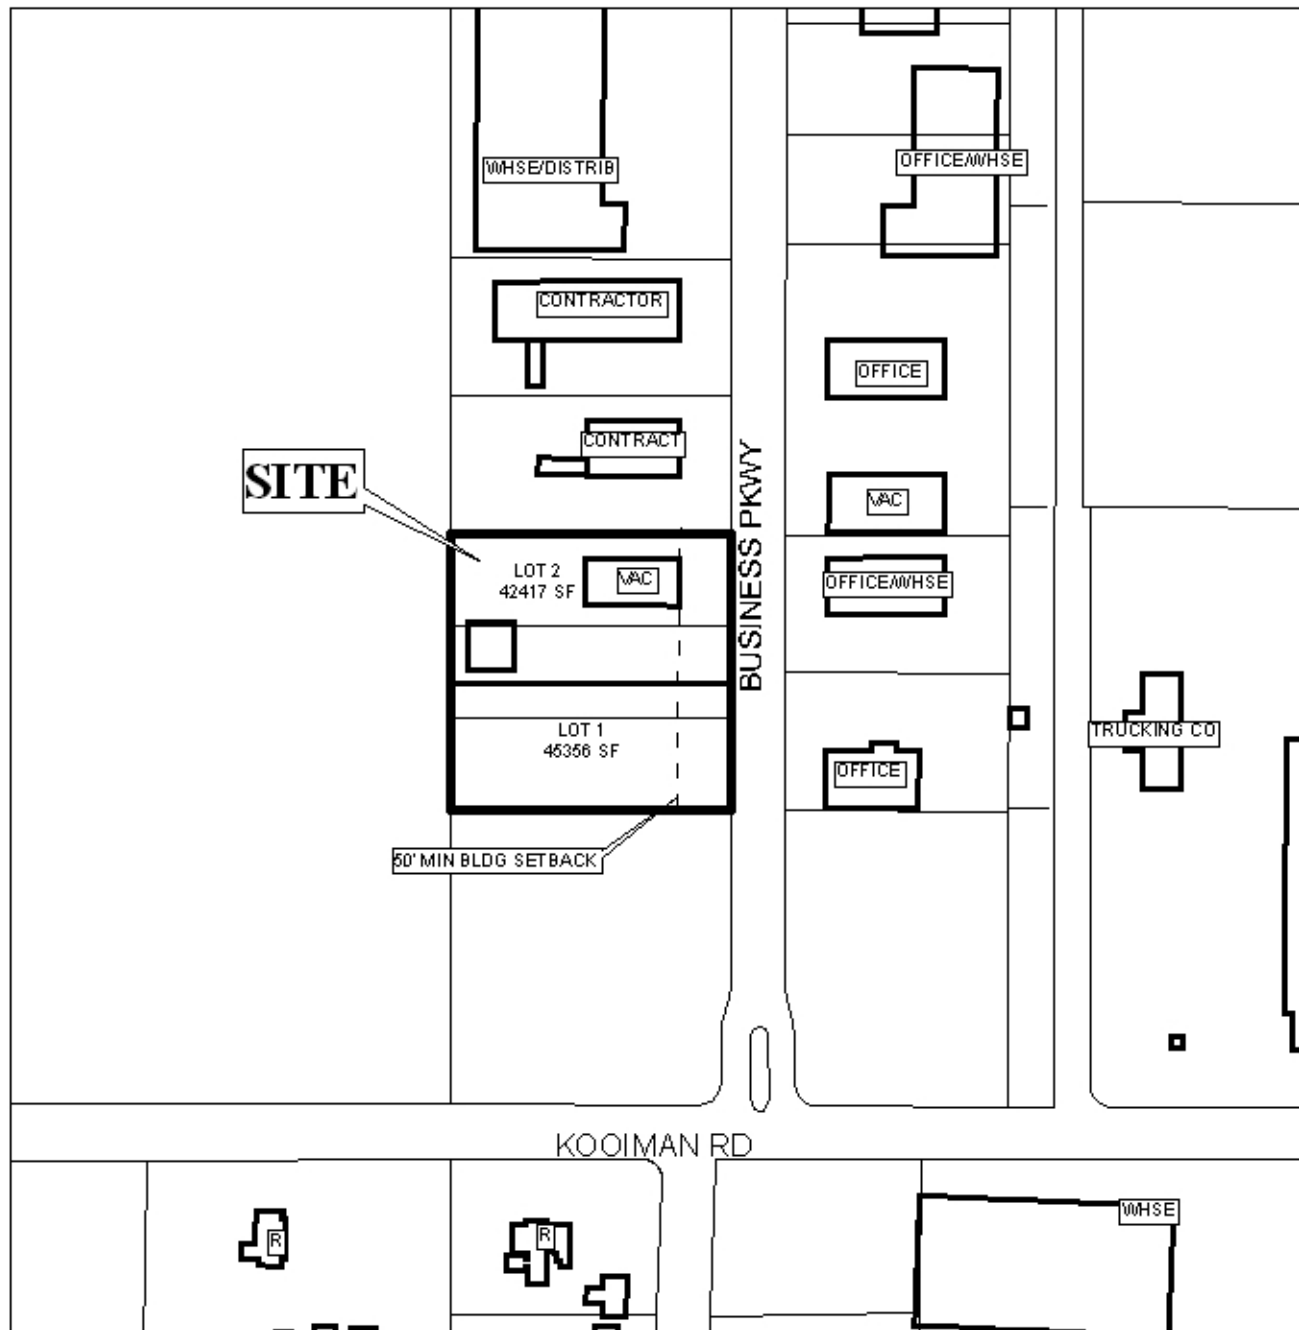 WHSE/DISTRIB
OFFICE/WHSE
CONTRACTOR
OFFICE
CONTRACT
SITE
VAC
BUSINESS PKWY
LOT 2
42417 SF
VAC
OFFICE/WHSE
LOT 1
45356 SF
TRUCKING CO
OFFICE
50' MIN BLDG SETBACK
KOOIMAN RD
WHSE
R
R